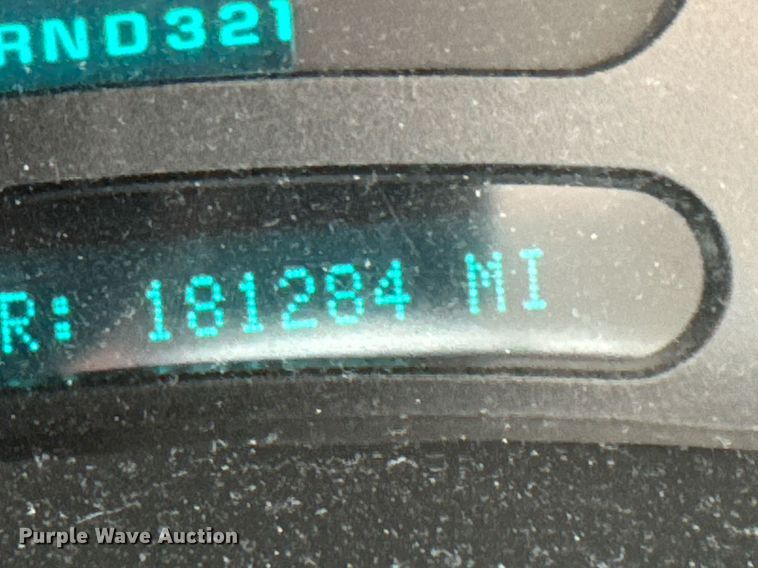 RND321
R: 181284 MI
Purple Wave Auction